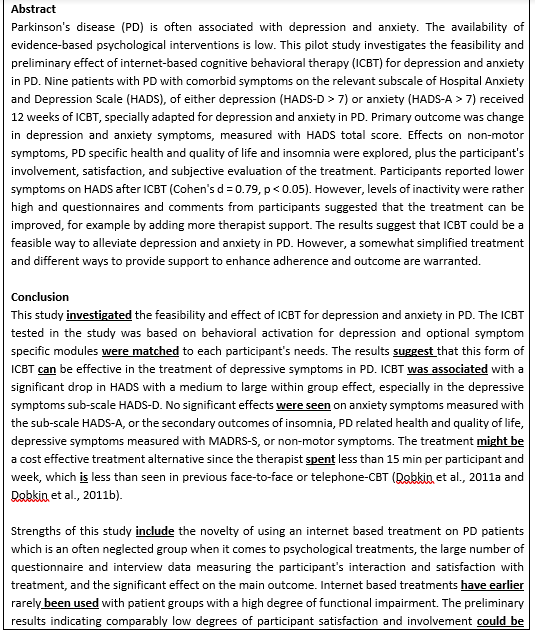 Abstract
Parkinson's disease (PD) is often associated with depression and anxiety. The availability of
evidence-based psychological interventions is low. This pilot study investigates the feasibility and
preliminary effect of internet-based cognitive behavioral therapy (ICBT) for depression and anxiety
in PD. Nine patients with PD with comorbid symptoms on the relevant subscale of Hospital Anxiety
and Depression Scale (HADS), of either depression (HADS-D > 7) or anxiety (HADS-A > 7) received
12 weeks of ICBT, specially adapted for depression and anxiety in PD. Primary outcome was change
in depression and anxiety symptoms, measured with HADS total score. Effects on non-motor
symptoms, PD specific health and quality of life and insomnia were explored, plus the participant's
involvement, satisfaction, and subjective evaluation of the treatment. Participants reported lower
symptoms on HADS after ICBT (Cohen's d = 0.79, p < 0.05). However, levels of inactivity were rather
high and questionnaires and comments from participants suggested that the treatment can be
improved, for example by adding more therapist support. The results suggest that ICBT could be a
feasible way to alleviate depression and anxiety in PD. However, a somewhat simplified treatment
and different ways to provide support to enhance adherence and outcome are warranted.
Conclusion
This study investigated the feasibility and effect of ICBT for depression and anxiety in PD. The ICBT
tested in the study was based on behavioral activation for depression and optional symptom
specific modules were matched to each participant's needs. The results suggest that this form of
ICBT can be effective in the treatment of depressive symptoms in PD. ICBT was associated with a
significant drop in HADS with a medium to large within group effect, especially in the depressive
symptoms sub-scale HADS-D. No significant effects were seen on anxiety symptoms measured with
the sub-scale HADS-A, or the secondary outcomes of insomnia, PD related health and quality of life,
depressive symptoms measured with MADRS-S, or non-motor symptoms. The treatment might be
a cost effective treatment alternative since the therapist spent less than 15 min per participant and
week, which is less than seen in previous face-to-face or telephone-CBT (Dobkin et al., 2011a and
Dobkin et al., 2011b).
Strengths of this study include the novelty of using an internet based treatment on PD patients
which is an often neglected group when it comes to psychological treatments, the large number of
questionnaire and interview data measuring the participant's interaction and satisfaction with
treatment, and the significant effect on the main outcome. Internet based treatments have earlier
rarely been used with patient groups with a high degree of functional impairment. The preliminary
results indicating comparably low degrees of participant satisfaction and involvement could be